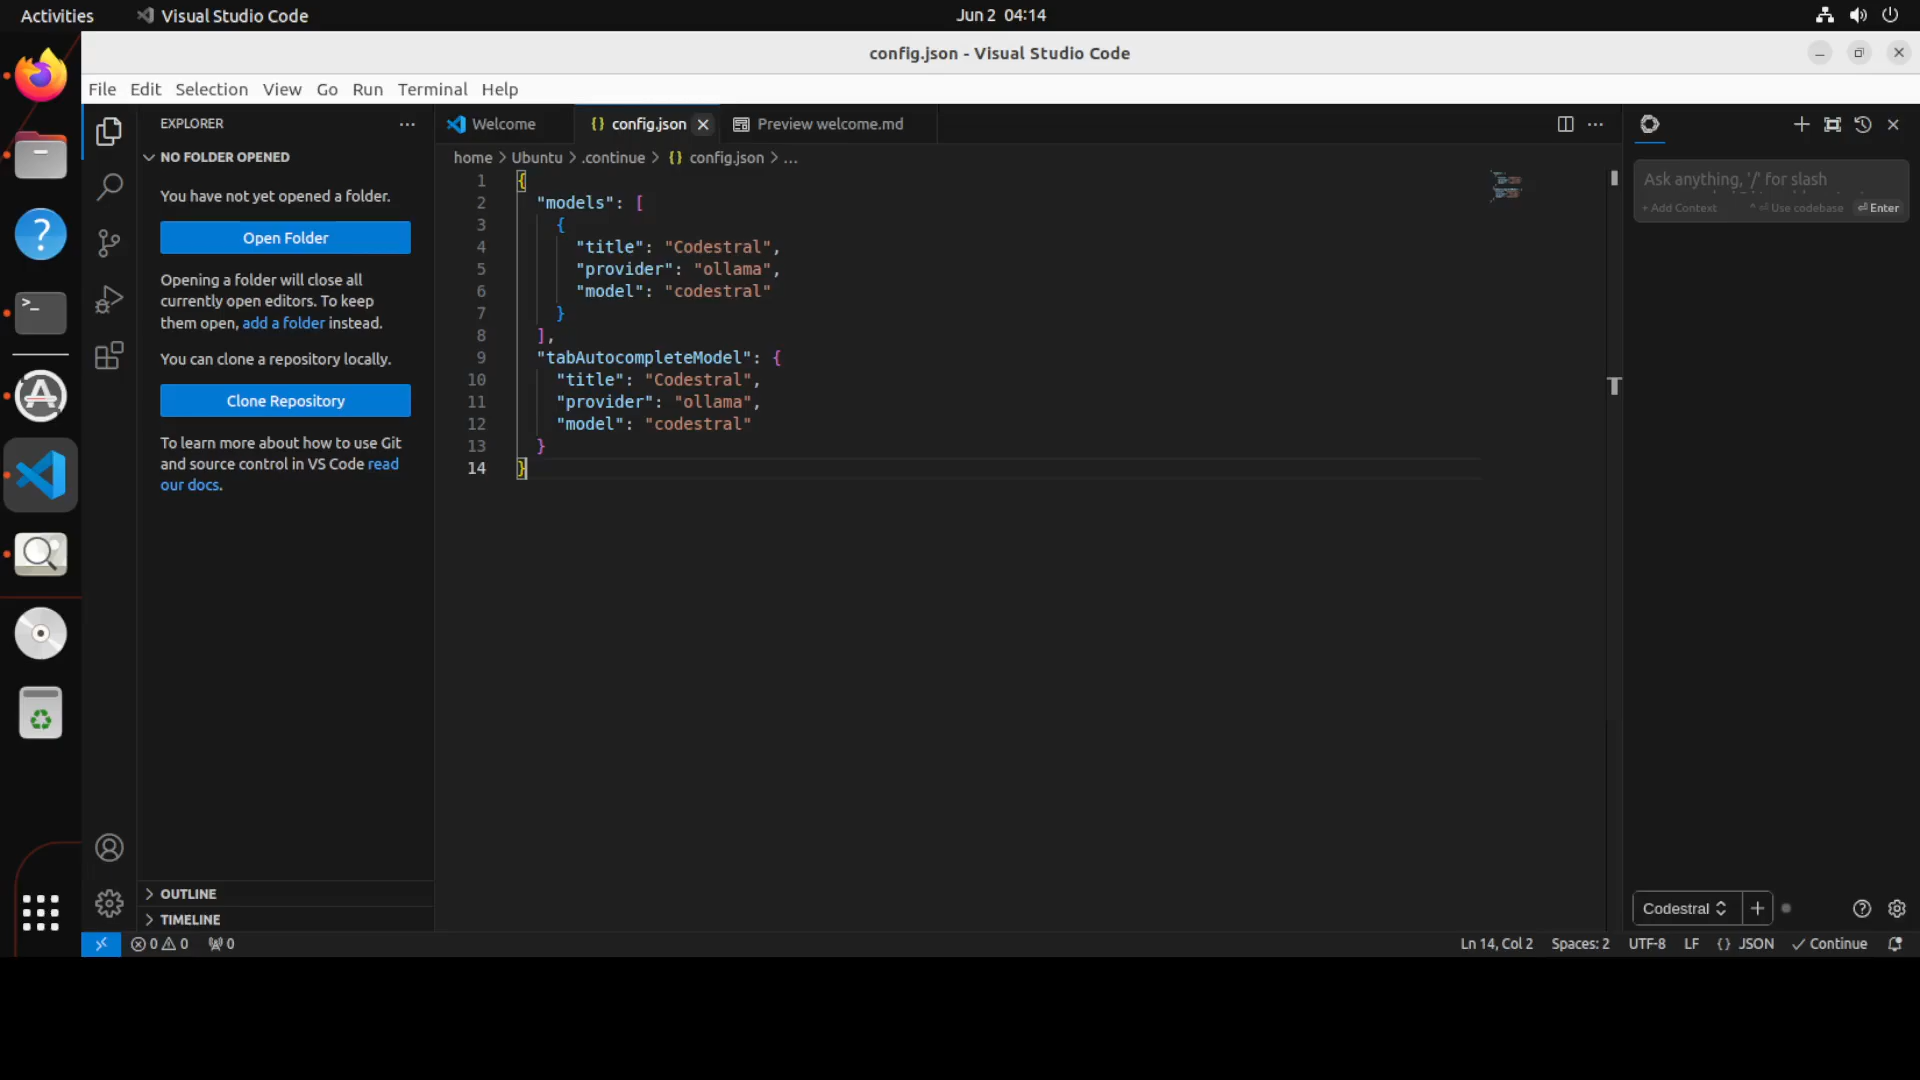 Activities
Visual Studio Code
Jun 2 04:14
config.json - Visual Studio Code
File Edit Selection View Go Run Terminal Help
EXPLORER
NO FOLDER OPENED
You have not yet opened a folder.
Open Folder
Opening a folder will close all
currently open editors. To keep
them open, add a folder instead.
You can clone a repository locally.
Clone Repository
To learn more about how to use Git
and source control in VS Code read
our docs.
OUTLINE
TIMELINE
Welcome
config.json
Preview welcome.md
home > Ubuntu > .continue > {} config.json > ...
1 {
2 "models": [
3 {
4 "title": "Codestral",
5 "provider": "ollama",
6 "model": "codestral"
7 }
8 ],
9 "tabAutocompleteModel": {
10 "title": "Codestral",
11 "provider": "ollama",
12 "model": "codestral"
13 }
14 }
Ask anything, '/' for slash
+ Add Context
^ ⏎ Use codebase
⏎ Enter
Codestral
0 0
0
Ln 14, Col 2
Spaces: 2
UTF-8
LF
{} JSON
Continue